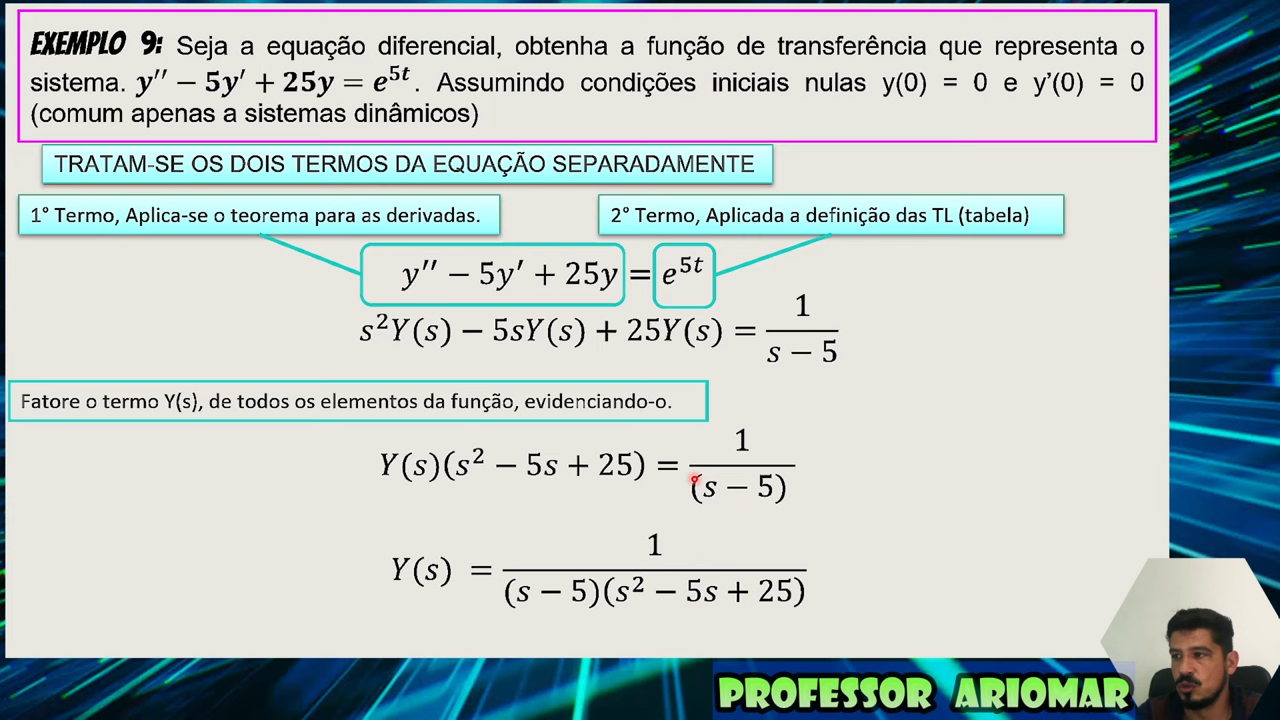 EXEMPLO 9: Seja a equação diferencial, obtenha a função de transferência que representa o
sistema. y′′ − 5y′ + 25y = e^{5t}. Assumindo condições iniciais nulas y(0) = 0 e y’(0) = 0
(comum apenas a sistemas dinâmicos)
TRATAM-SE OS DOIS TERMOS DA EQUAÇÃO SEPARADAMENTE
1° Termo, Aplica-se o teorema para as derivadas.
2° Termo, Aplicada a definição das TL (tabela)
y′′ − 5y′ + 25y = e^{5t}
s²Y(s) − 5sY(s) + 25Y(s) = 1/(s − 5)
Fatore o termo Y(s), de todos os elementos da função, evidenciando-o.
Y(s)(s² − 5s + 25) = 1/(s − 5)
Y(s) = 1/((s − 5)(s² − 5s + 25))
PROFESSOR ARIOMAR